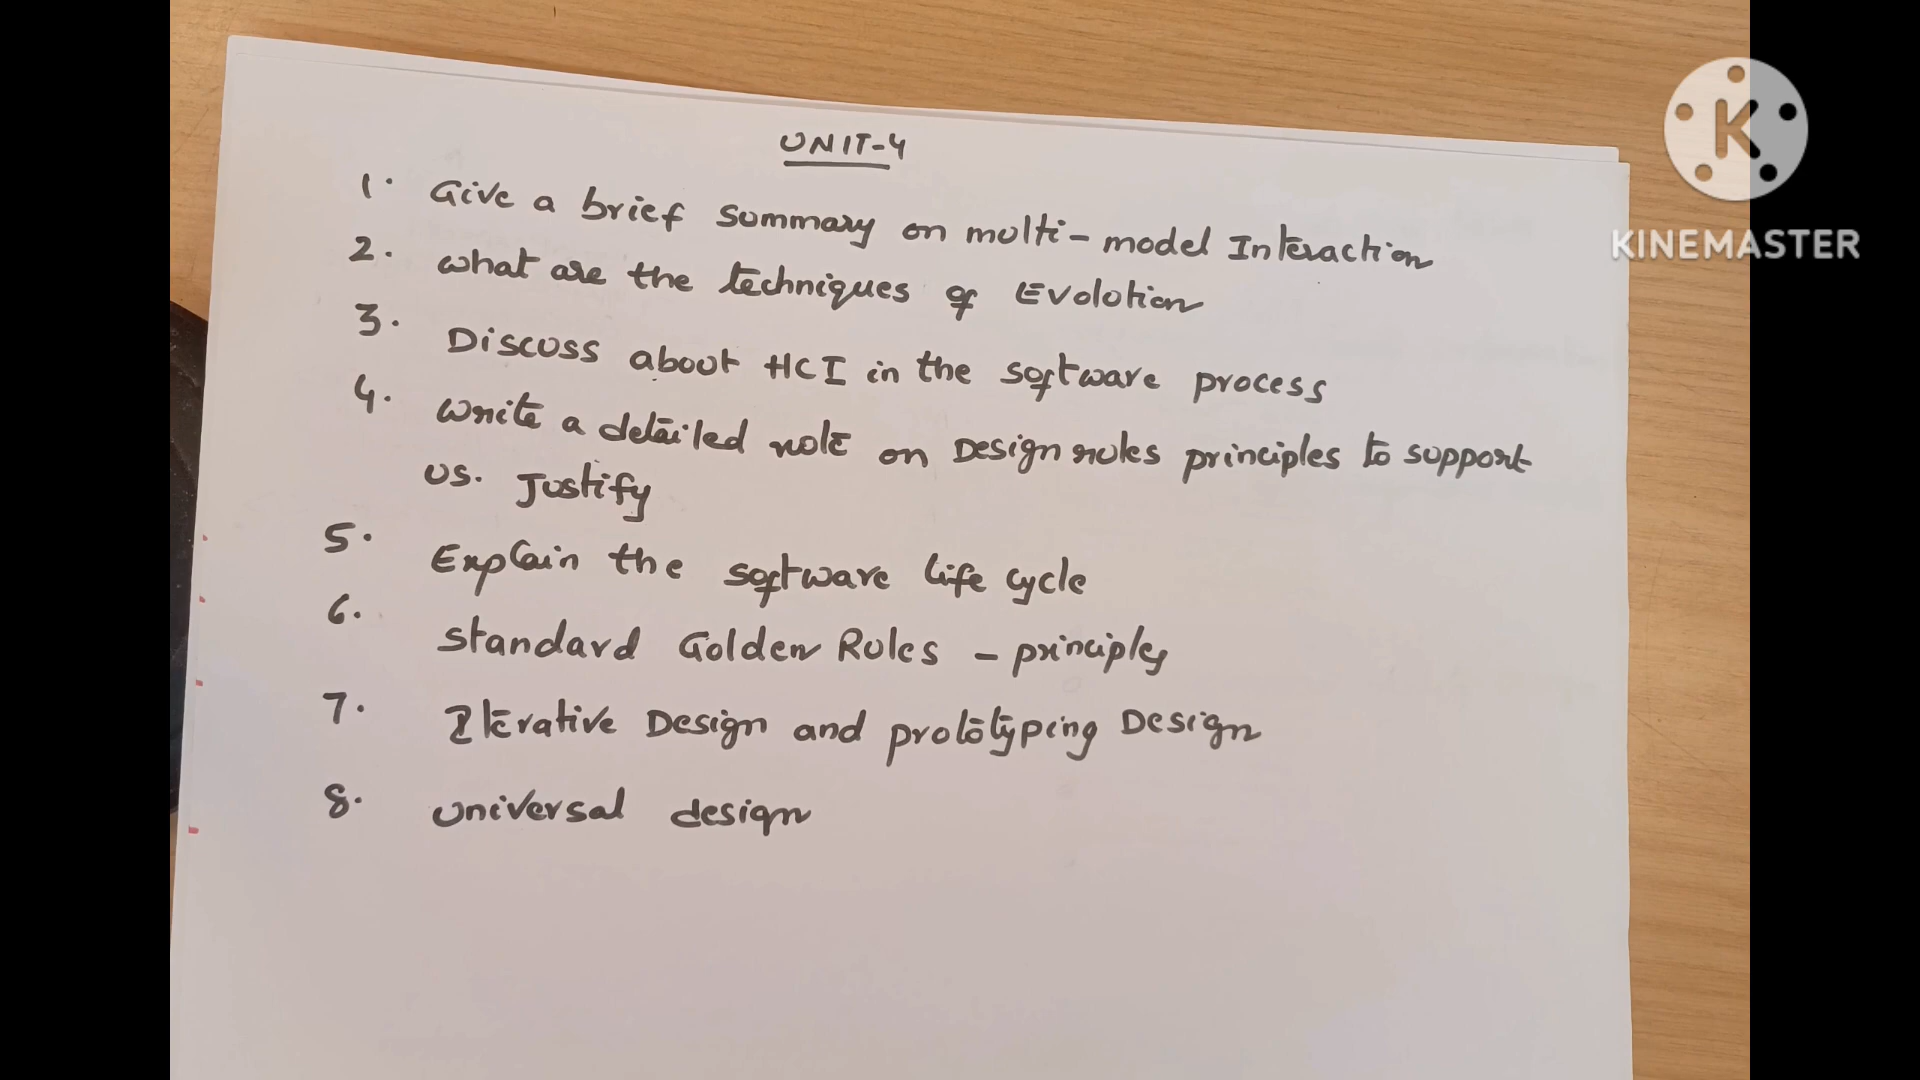 UNIT-4
1. Give a brief summary on multi-model Interaction
2. what are the techniques of Evolution
3. Discuss about HCI in the software process
4. write a detailed note on Design rules principles to support
us. Justify
5. Explain the software life cycle
6. standard Golden Rules - principles
7. Iterative Design and prototyping Design
8. universal design
KINEMASTER